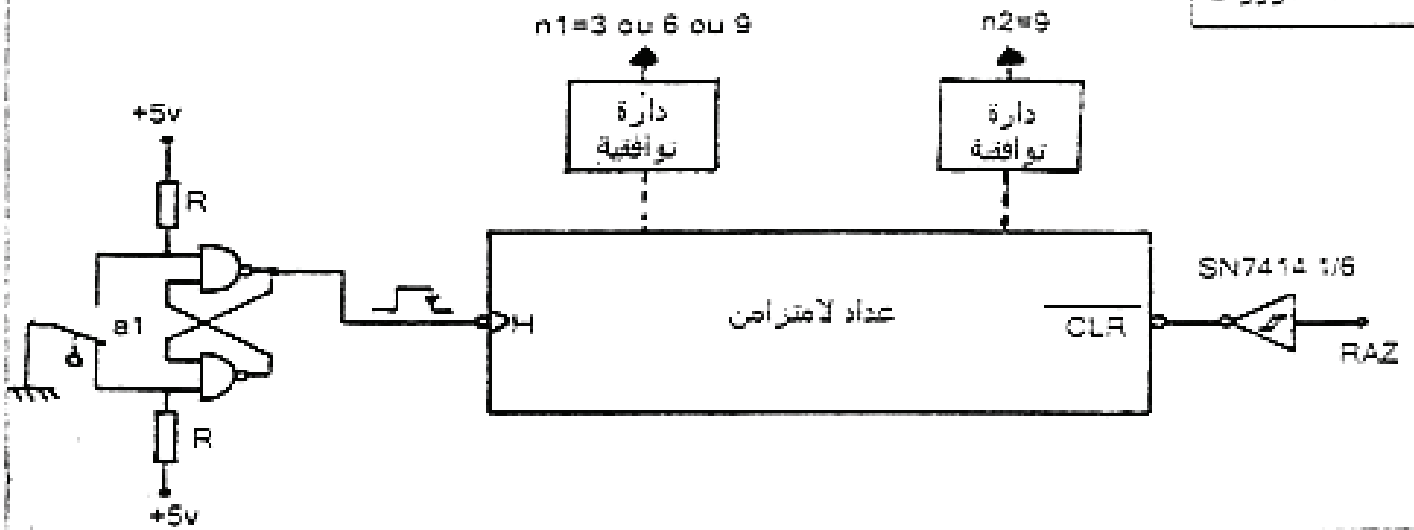 n1=3 ou 6 ou 9
n2=9
دارة
توافقية
دارة
توافقية
+5v
R
a1
H
عداد لامتزامن
CLR
SN7414 1/6
RAZ
R
+5v